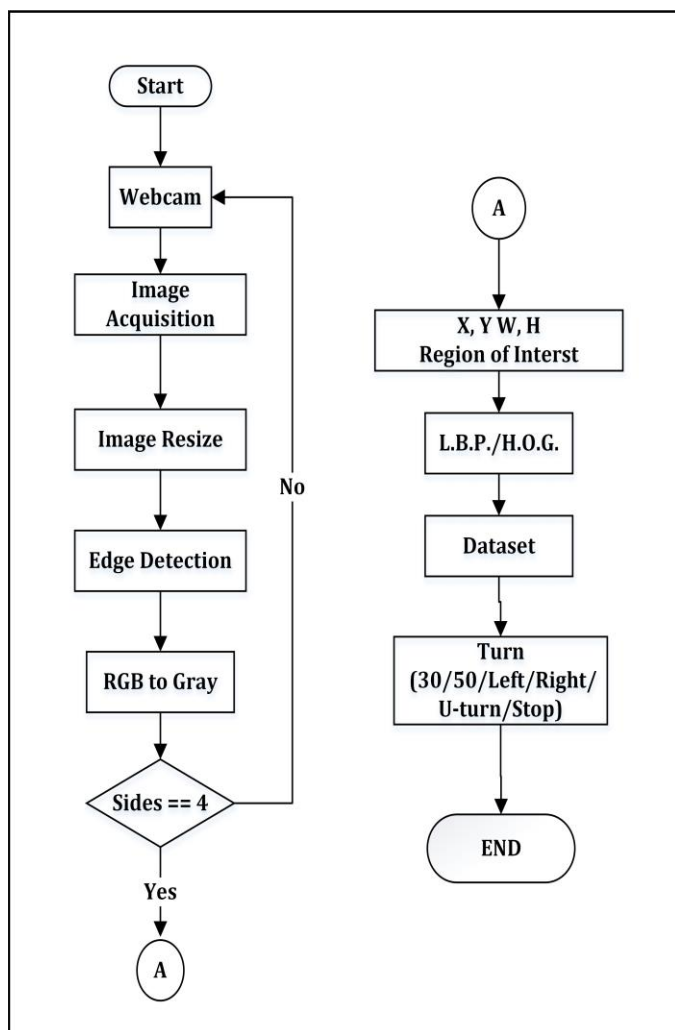 Start
Webcam
Image
Acquisition
Image Resize
No
Edge Detection
RGB to Gray
Sides == 4
Yes
A
A
X, Y W, H
Region of Interst
L.B.P./H.O.G.
Dataset
Turn
(30/50/Left/Right/
U-turn/Stop)
END